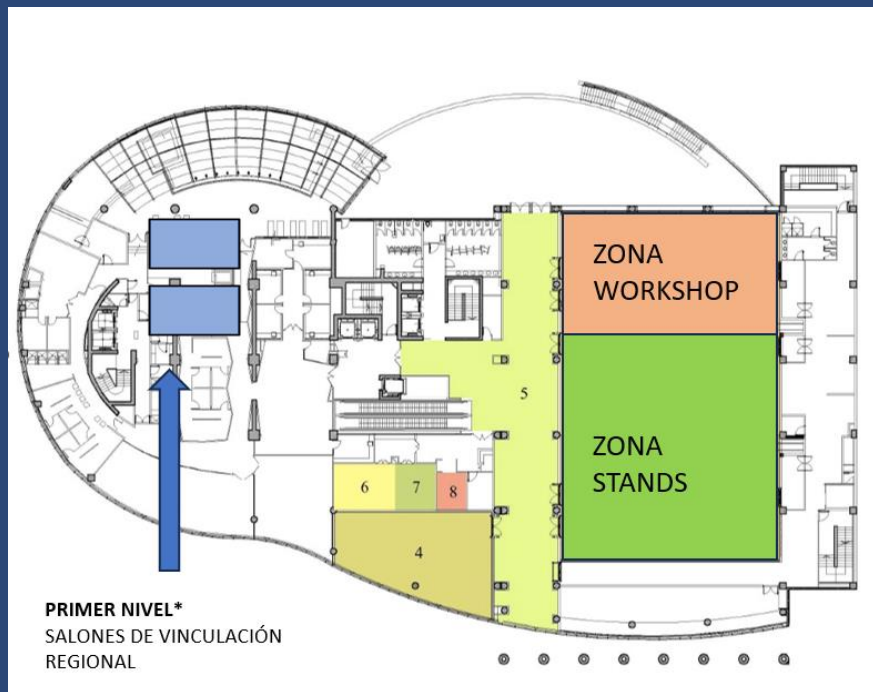 ZONA
WORKSHOP
5
ZONA
STANDS
6
7
8
4
PRIMER NIVEL*
SALONES DE VINCULACIÓN
REGIONAL